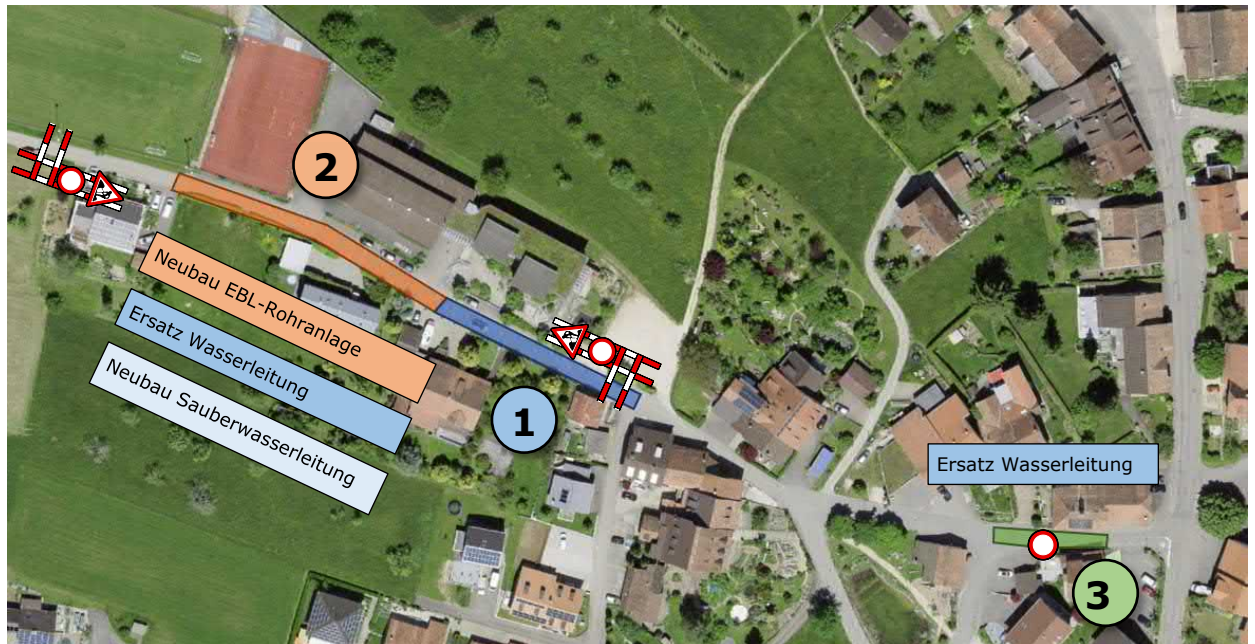 2
Neubau EBL-Rohranlage
Ersatz Wasserleitung
Neubau Sauberwasserleitung
1
Ersatz Wasserleitung
3